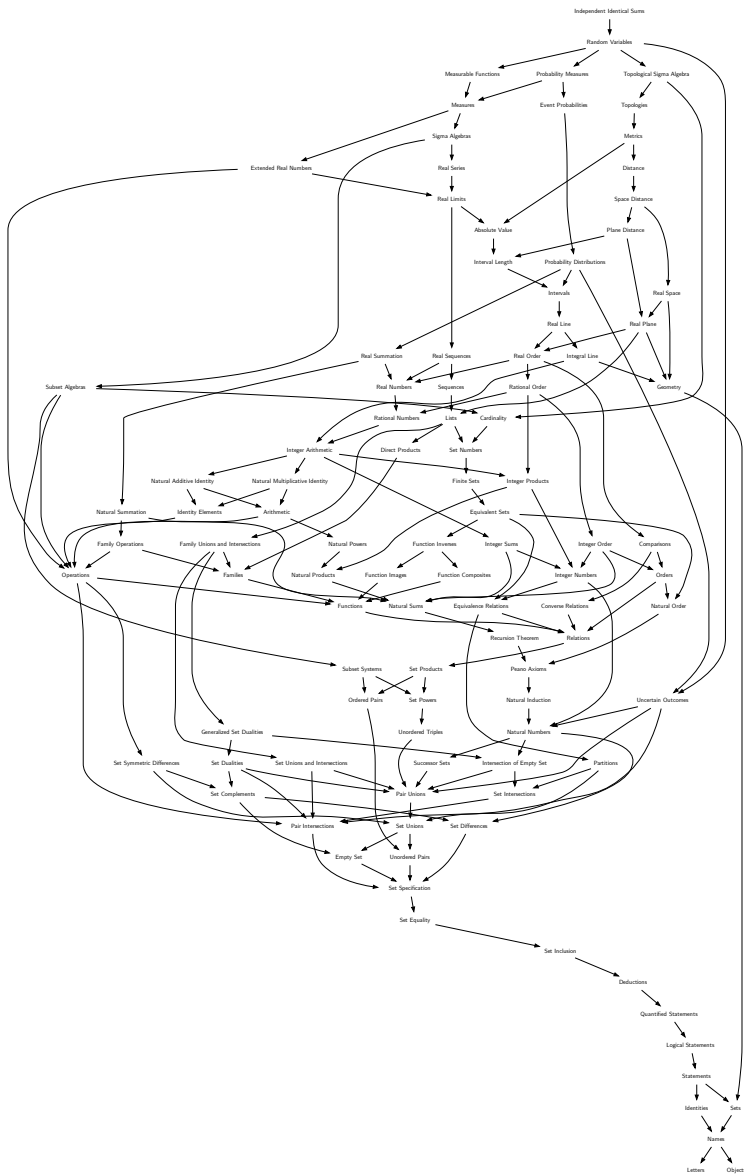 Independent Identical Sums
Random Variables
Measurable Functions
Probability Measures
Topological Sigma Algebra
Measures
Event Probabilities
Topologies
Sigma Algebras
Metrics
Extended Real Numbers
Real Series
Distance
Real Limits
Space Distance
Absolute Value
Plane Distance
Interval Length
Probability Distributions
Intervals
Real Space
Real Line
Real Plane
Real Summation
Real Sequences
Real Order
Integral Line
Subset Algebras
Real Numbers
Sequences
Rational Order
Geometry
Rational Numbers
Lists
Cardinality
Integer Arithmetic
Direct Products
Set Numbers
Natural Additive Identity
Natural Multiplicative Identity
Finite Sets
Integer Products
Natural Summation
Identity Elements
Arithmetic
Equivalent Sets
Family Operations
Family Unions and Intersections
Natural Powers
Function Inverses
Integer Sums
Integer Order
Comparisons
Operations
Families
Natural Products
Function Images
Function Composites
Integer Numbers
Orders
Functions
Natural Sums
Equivalence Relations
Converse Relations
Natural Order
Recursion Theorem
Relations
Subset Systems
Set Products
Peano Axioms
Ordered Pairs
Set Powers
Natural Induction
Uncertain Outcomes
Generalized Set Dualities
Unordered Triples
Natural Numbers
Set Symmetric Differences
Set Dualities
Set Unions and Intersections
Successor Sets
Intersection of Empty Set
Partitions
Set Complements
Pair Unions
Set Intersections
Pair Intersections
Set Unions
Set Differences
Empty Set
Unordered Pairs
Set Specification
Set Equality
Set Inclusion
Deductions
Quantified Statements
Logical Statements
Statements
Identities
Sets
Names
Letters
Object